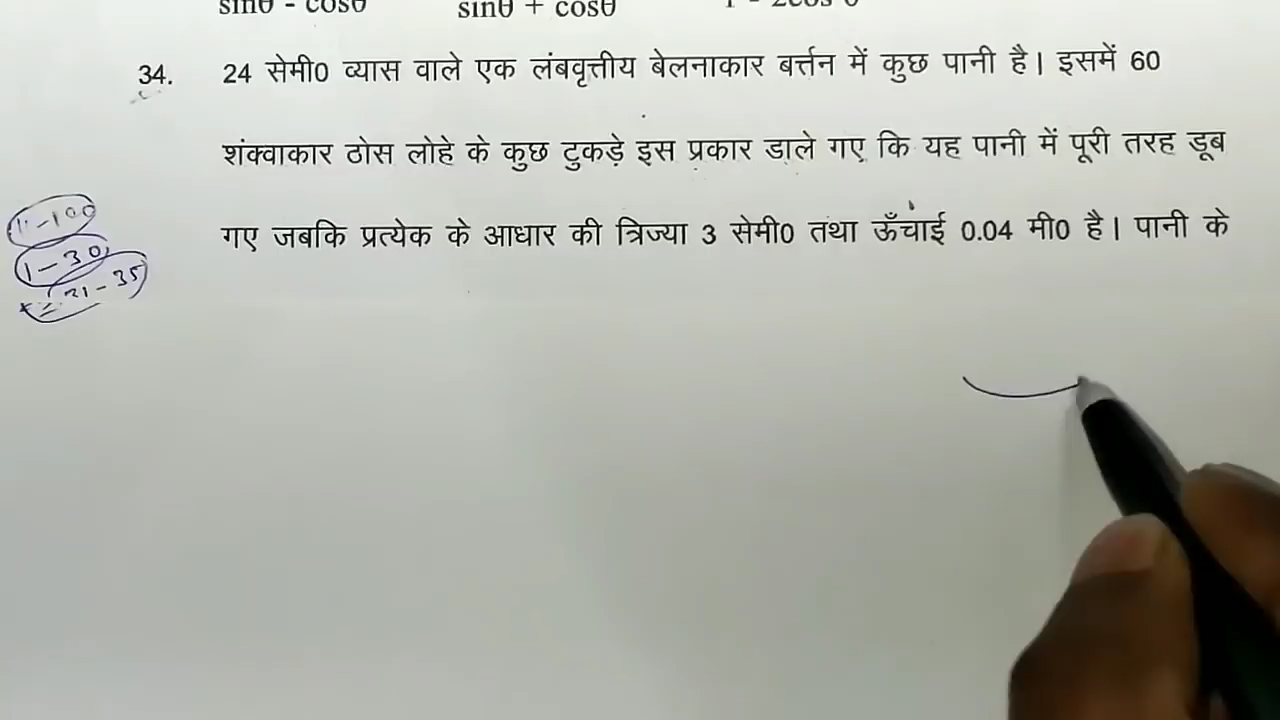 sinθ - cosθ sinθ + cosθ
34. 24 सेमी0 व्यास वाले एक लंबवृत्तीय बेलनाकार बर्त्तन में कुछ पानी है। इसमें 60
शंक्वाकार ठोस लोहे के कुछ टुकड़े इस प्रकार डाले गए कि यह पानी में पूरी तरह डूब
गए जबकि प्रत्येक के आधार की त्रिज्या 3 सेमी0 तथा ऊँचाई 0.04 मी0 है। पानी के
1-100
1-30
31-35